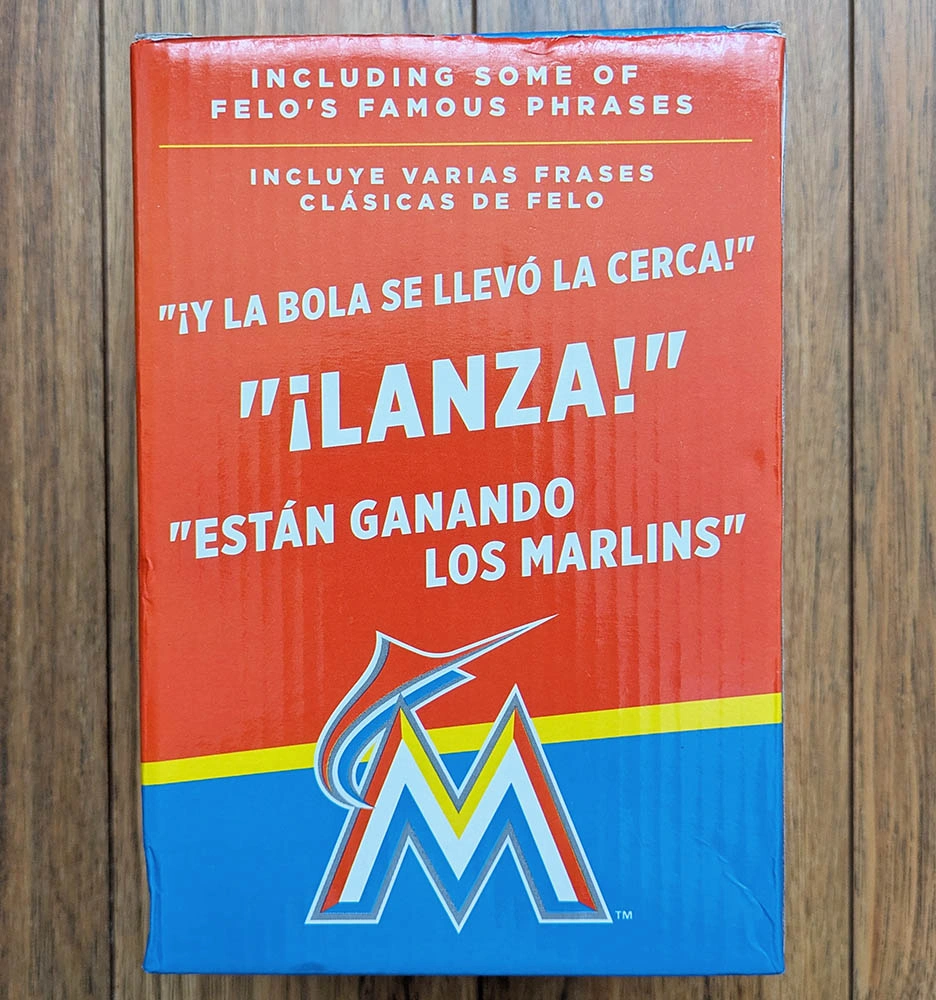 INCLUDING SOME OF
FELO'S FAMOUS PHRASES
INCLUYE VARIAS FRASES
CLÁSICAS DE FELO
"¡Y LA BOLA SE LLEVÓ LA CERCA!"
"¡LANZA!"
"ESTÁN GANANDO
LOS MARLINS"
M
TM